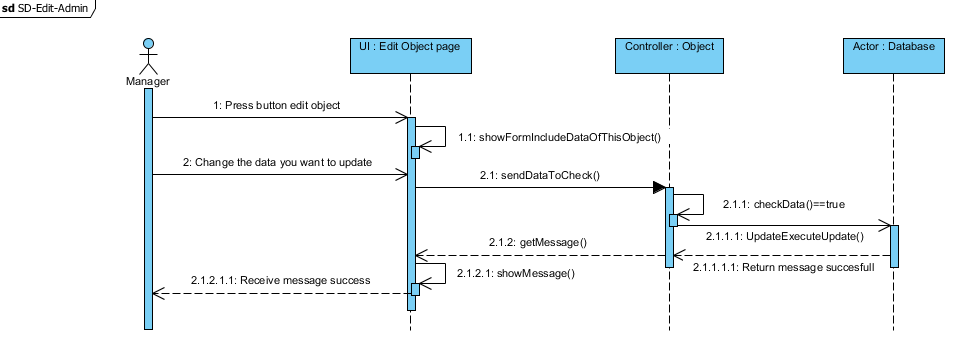 sd SD-Edit-Admin
UI : Edit Object page
Controller : Object
Actor : Database
Manager
1: Press button edit object
1.1: showFormIncludeDataOfThisObject()
2: Change the data you want to update
2.1: sendDataToCheck()
2.1.1: checkData()==true
2.1.1.1: UpdateExecuteUpdate()
2.1.2: getMessage()
2.1.1.1.1: Return message succesfull
2.1.2.1: showMessage()
2.1.2.1.1: Receive message success